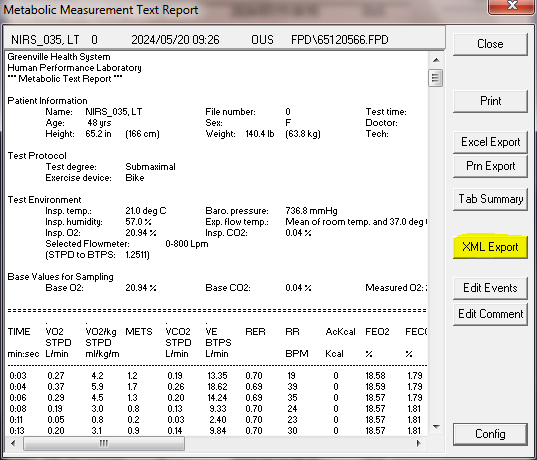 Metabolic Measurement Text Report
NIRS_035, LT 0 2024/05/20 09:26 OUS FPD\65120566.FPD
Close
Greenville Health System
Human Performance Laboratory
*** Metabolic Text Report ***
Print
Patient Information
Name: NIRS_035, LT File number: 0 Test time:
Age: 48 yrs Sex: F Doctor:
Height: 65.2 in (166 cm) Weight: 140.4 lb (63.8 kg) Tech:
Excel Export
Prn Export
Test Protocol
Test degree: Submaximal
Exercise device: Bike
Tab Summary
Test Environment
Insp. temp.: 21.0 deg C Baro. pressure: 736.8 mmHg
Insp. humidity: 57.0 % Exp. flow temp.: Mean of room temp. and 37.0 deg
Insp. O2: 20.94 % Insp. CO2: 0.04 %
Selected Flowmeter: 0-800 Lpm
(STPD to BTPS: 1.2511)
XML Export
Base Values for Sampling
Base O2: 20.94 % Base CO2: 0.04 % Measured O2:
Edit Events
Edit Comment
TIME VO2 VO2/kg METS VCO2 VE RER RR AcKcal FEO2 FECO
STPD STPD STPD BTPS
min:sec L/min ml/kg/m L/min L/min BPM Kcal % %
0:03 0.27 4.2 1.2 0.19 13.35 0.70 19 0 18.58 1.79
0:04 0.37 5.9 1.7 0.26 18.62 0.69 39 0 18.59 1.79
0:06 0.29 4.5 1.3 0.20 14.24 0.69 35 0 18.57 1.79
0:08 0.19 3.0 0.8 0.13 9.33 0.70 24 0 18.57 1.81
0:11 0.05 0.8 0.2 0.03 2.40 0.70 23 0 18.57 1.81
0:13 0.20 3.1 0.9 0.14 9.84 0.70 30 0 18.57 1.81
Config